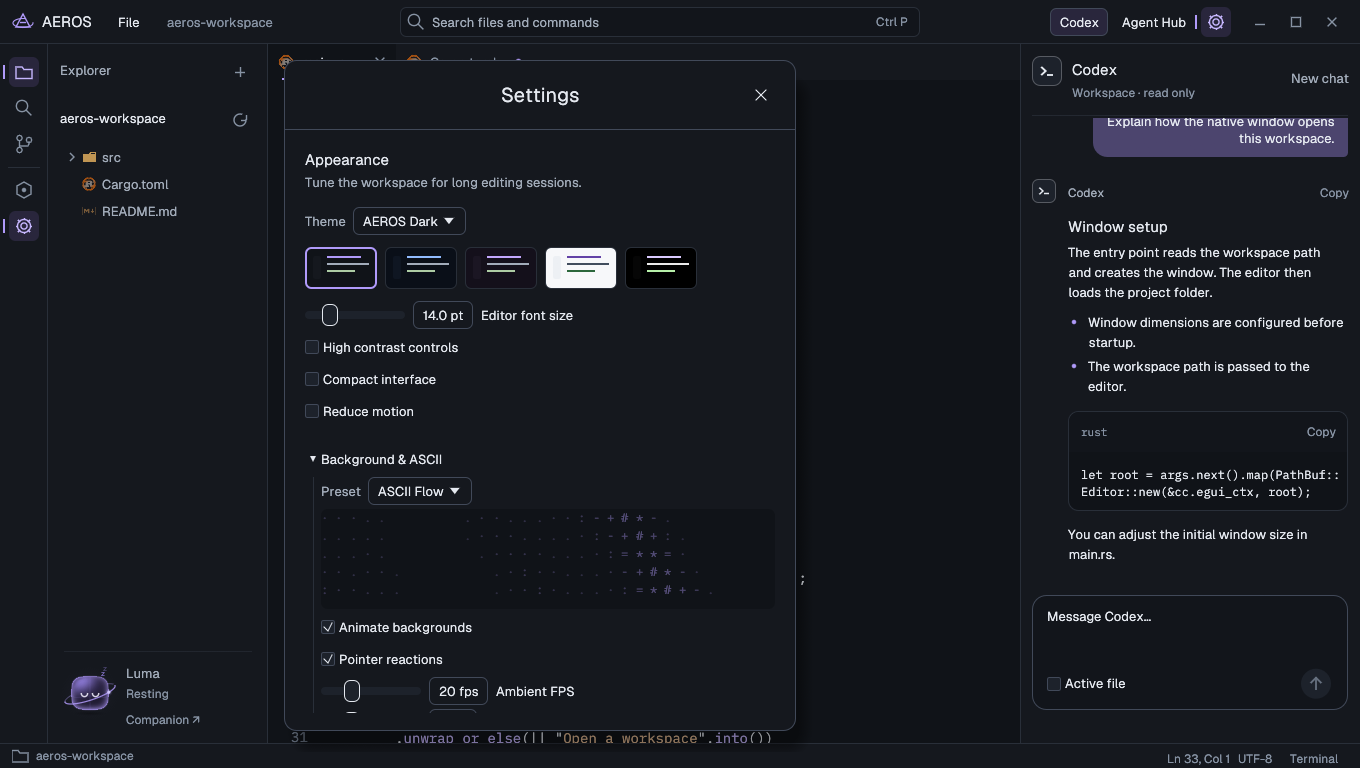 AEROS
File
aeros-workspace
Search files and commands
Ctrl P
Codex
Agent Hub
Explorer
aeros-workspace
src
Cargo.toml
README.md
Luma
Resting
Companion ↗
Settings
Appearance
Tune the workspace for long editing sessions.
Theme
AEROS Dark
14.0 pt
Editor font size
High contrast controls
Compact interface
Reduce motion
Background & ASCII
Preset
ASCII Flow
Animate backgrounds
Pointer reactions
20 fps
Ambient FPS
;
31
.unwrap_or_else(|| "Open a workspace".into())
Codex
Workspace · read only
New chat
Explain how the native window opens
this workspace.
Codex
Copy
Window setup
The entry point reads the workspace path
and creates the window. The editor then
loads the project folder.
• Window dimensions are configured before
startup.
• The workspace path is passed to the
editor.
rust
Copy
let root = args.next().map(PathBuf::
Editor::new(&cc.egui_ctx, root);
You can adjust the initial window size in
main.rs.
Message Codex…
Active file
aeros-workspace
Ln 33, Col 1
UTF-8
Terminal